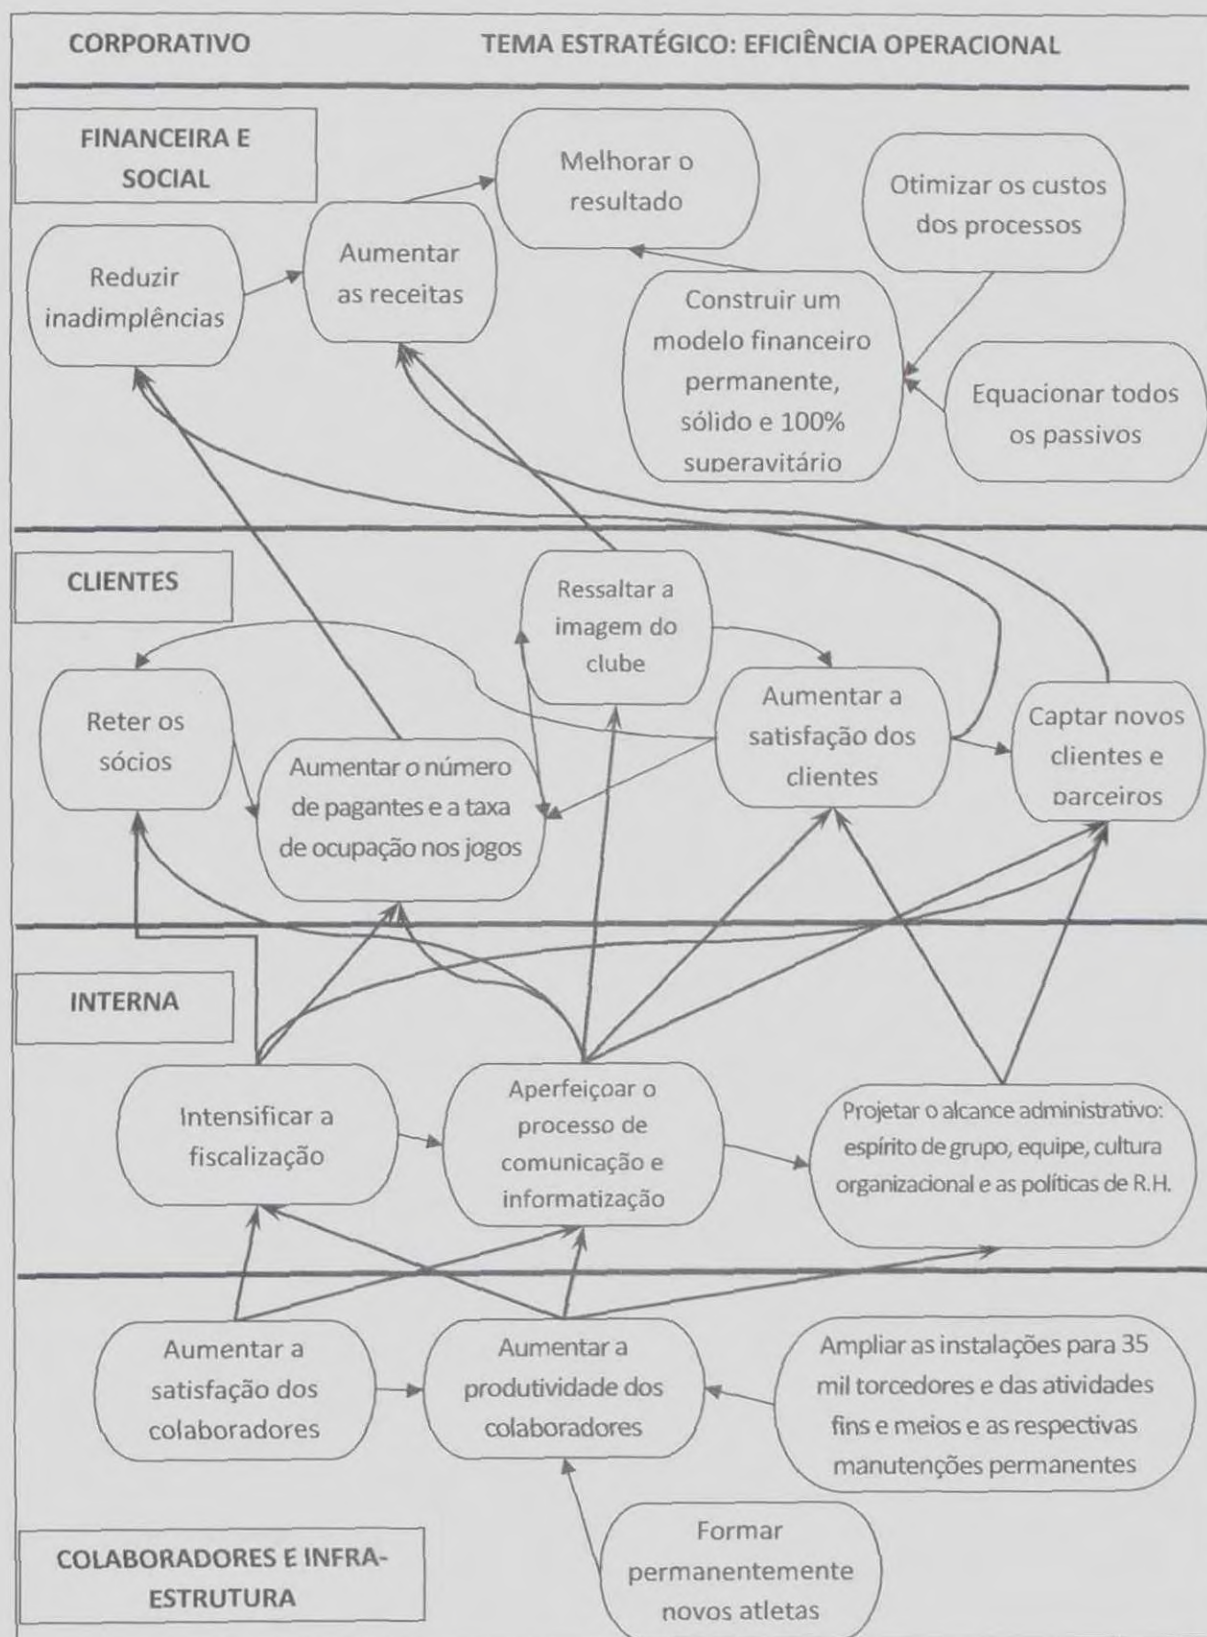 CORPORATIVO
TEMA ESTRATÉGICO: EFICIÊNCIA OPERACIONAL
FINANCEIRA E
SOCIAL
Melhorar o
resultado
Otimizar os custos
dos processos
Reduzir
inadimplências
Aumentar
as receitas
Construir um
modelo financeiro
permanente,
sólido e 100%
superavitário
Equacionar todos
os passivos
CLIENTES
Ressaltar a
imagem do
clube
Reter os
sócios
Aumentar o número
de pagantes e a taxa
de ocupação nos jogos
Aumentar a
satisfação dos
clientes
Captar novos
clientes e
parceiros
INTERNA
Intensificar a
fiscalização
Aperfeiçoar o
processo de
comunicação e
informatização
Projetar o alcance administrativo:
espírito de grupo, equipe, cultura
organizacional e as políticas de R.H.
Aumentar a
satisfação dos
colaboradores
Aumentar a
produtividade dos
colaboradores
Ampliar as instalações para 35
mil torcedores e das atividades
fins e meios e as respectivas
manutenções permanentes
Formar
permanentemente
novos atletas
COLABORADORES E INFRA-
ESTRUTURA